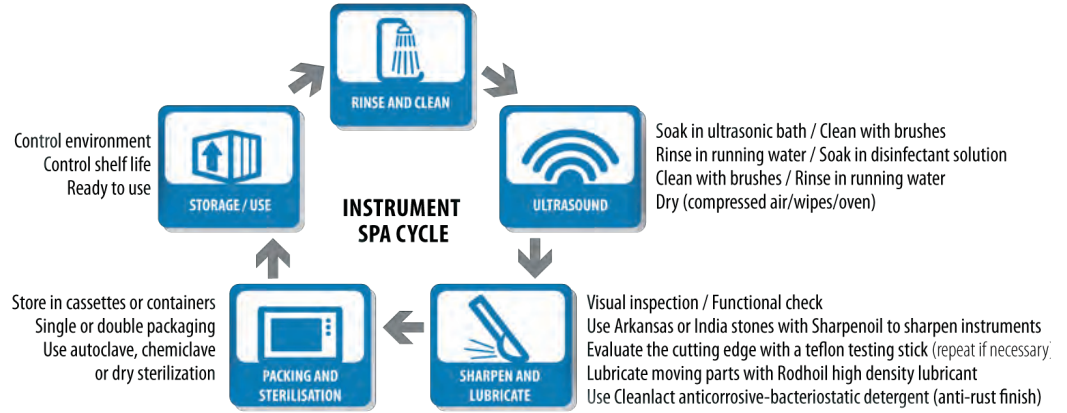 RINSE AND CLEAN
Control environment
Control shelf life
Ready to use
STORAGE / USE
INSTRUMENT
SPA CYCLE
ULTRASOUND
Soak in ultrasonic bath / Clean with brushes
Rinse in running water / Soak in disinfectant solution
Clean with brushes / Rinse in running water
Dry (compressed air/wipes/oven)
Store in cassettes or containers
Single or double packaging
Use autoclave, chemiclave
or dry sterilization
PACKING AND
STERILISATION
SHARPEN AND
LUBRICATE
Visual inspection / Functional check
Use Arkansas or India stones with Sharpenoil to sharpen instruments
Evaluate the cutting edge with a teflon testing stick (repeat if necessary)
Lubricate moving parts with Rodhoil high density lubricant
Use Cleanlact anticorrosive-bacteriostatic detergent (anti-rust finish)